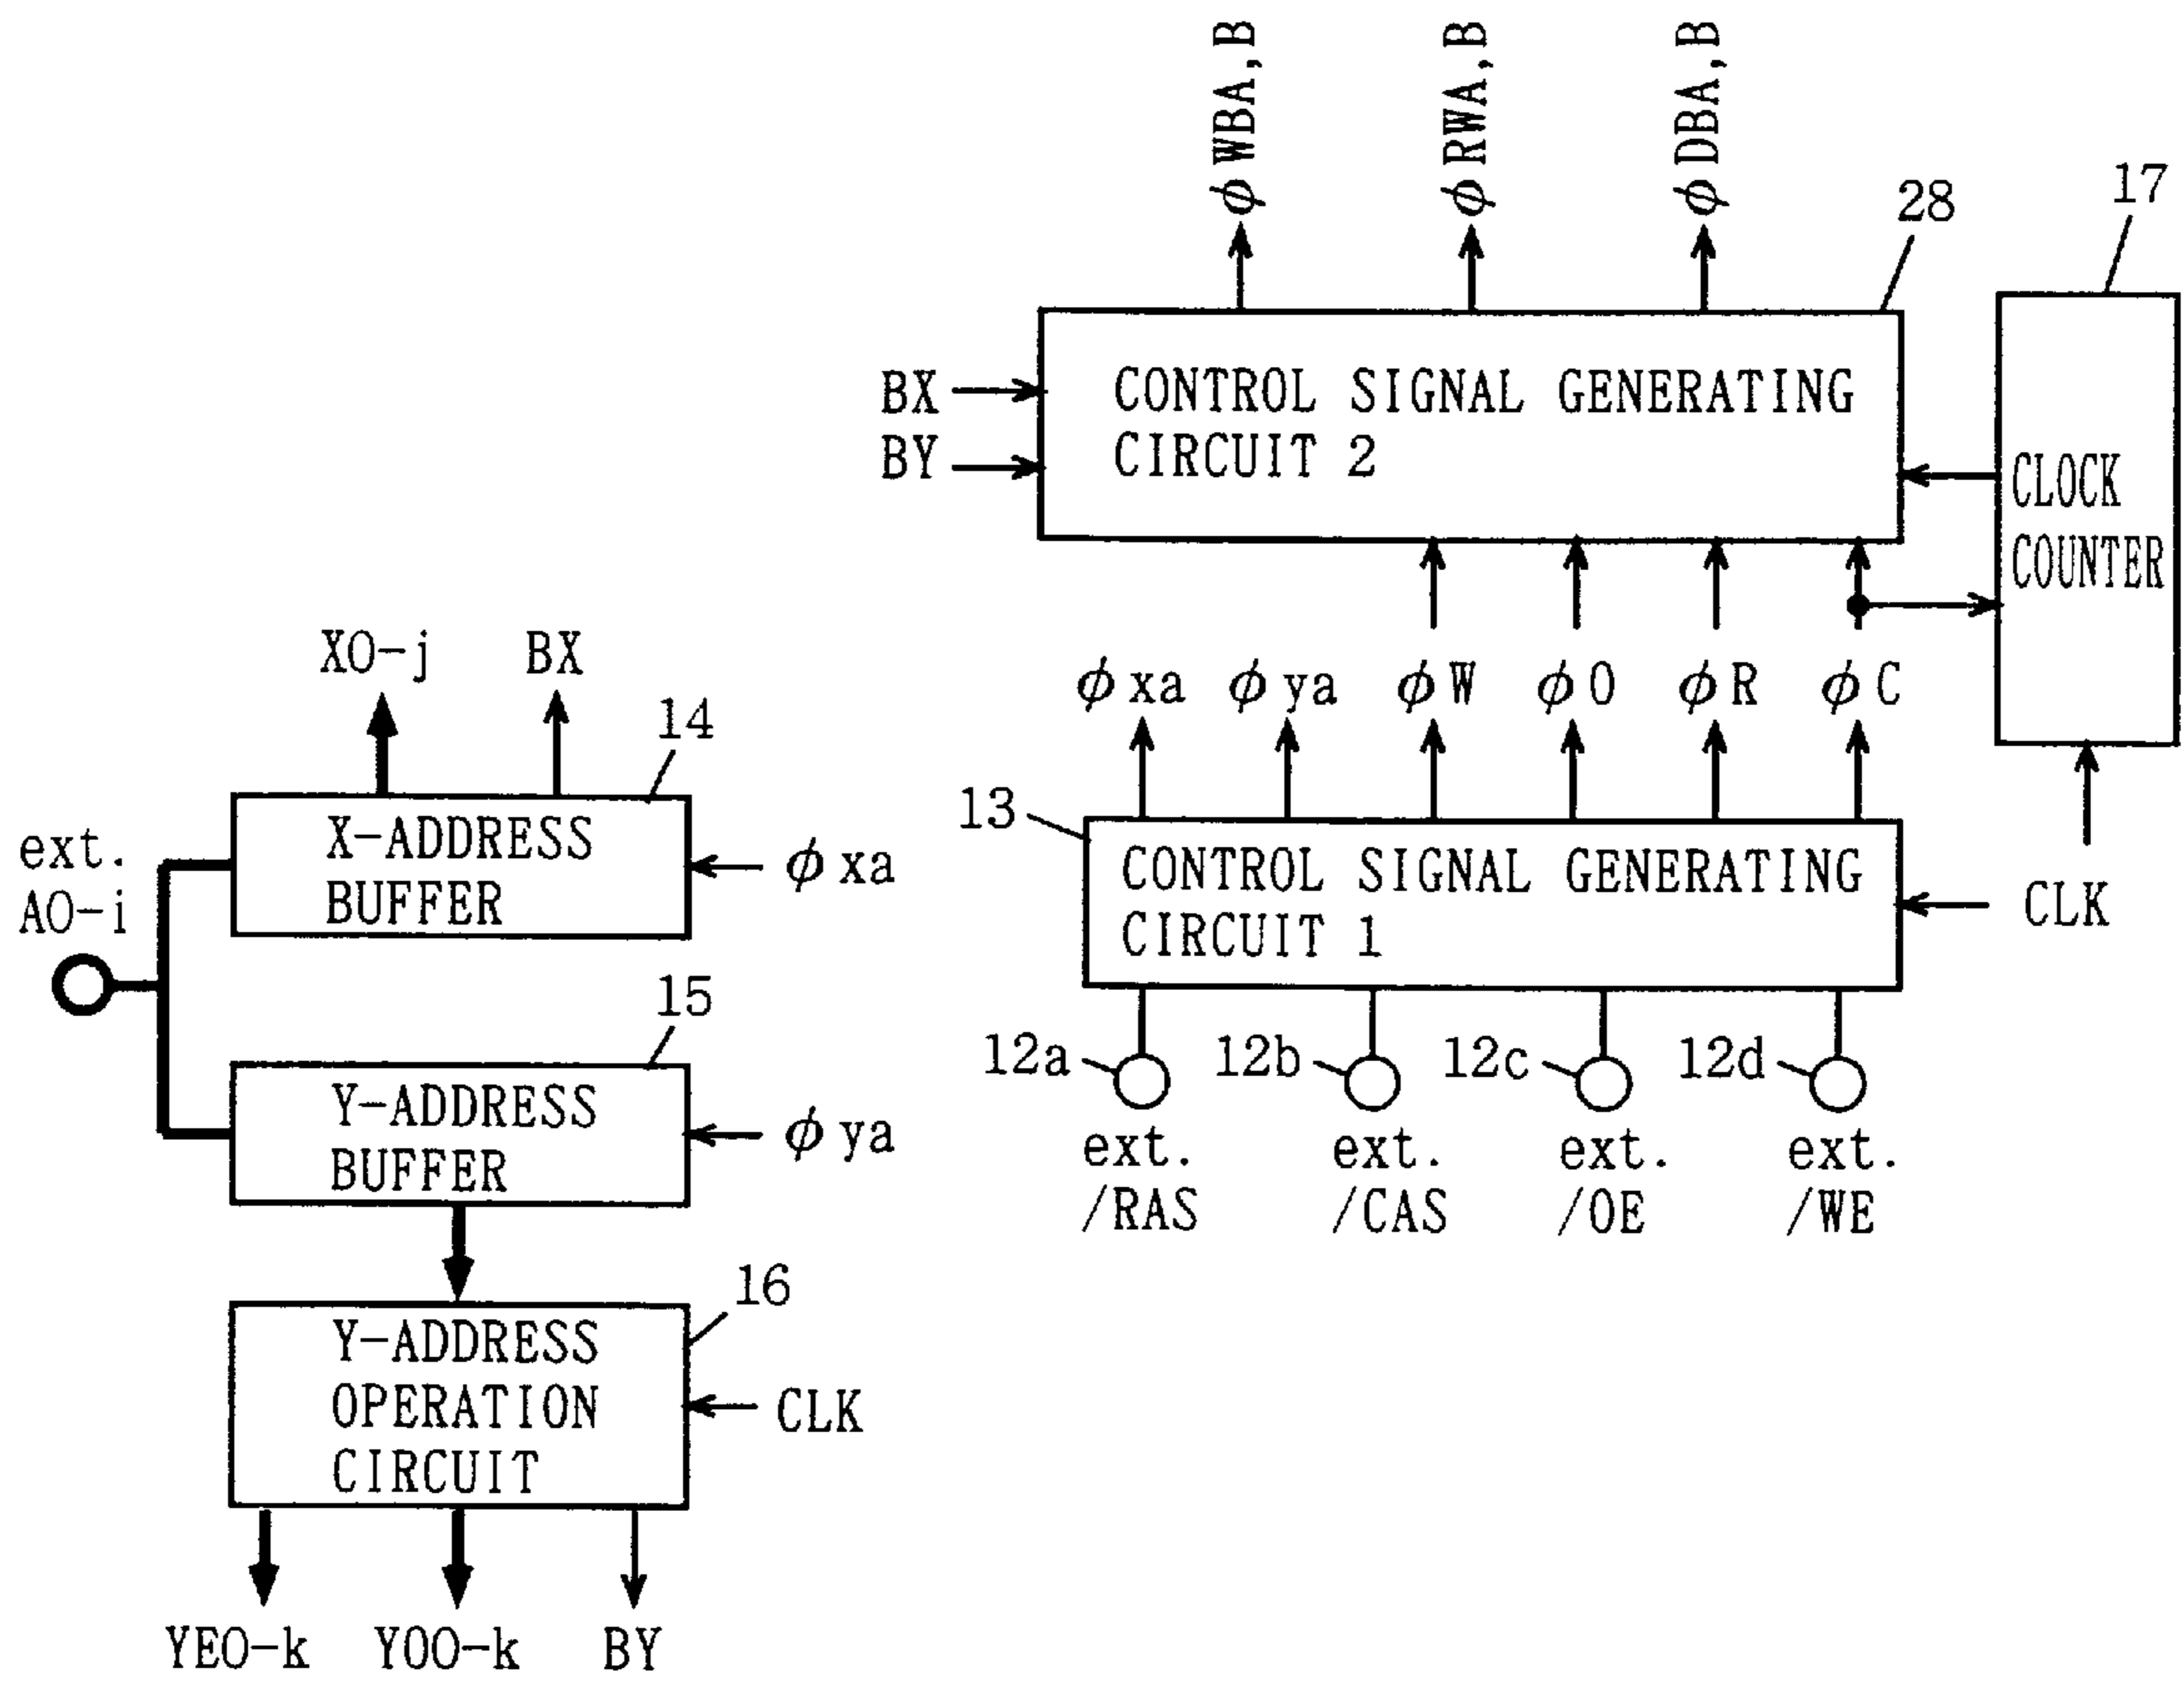 φWBA,B
φRWA,B
φDBA,B
28
17
BX
BY
CONTROL SIGNAL GENERATING
CIRCUIT 2
CLOCK
COUNTER
φxa
φya
φW
φO
φR
φC
13
CONTROL SIGNAL GENERATING
CIRCUIT 1
CLK
12a
12b
12c
12d
ext.
/RAS
ext.
/CAS
ext.
/OE
ext.
/WE
XO-j
BX
14
ext.
AO-i
X-ADDRESS
BUFFER
φxa
15
Y-ADDRESS
BUFFER
φya
16
Y-ADDRESS
OPERATION
CIRCUIT
CLK
YEO-k
YOO-k
BY